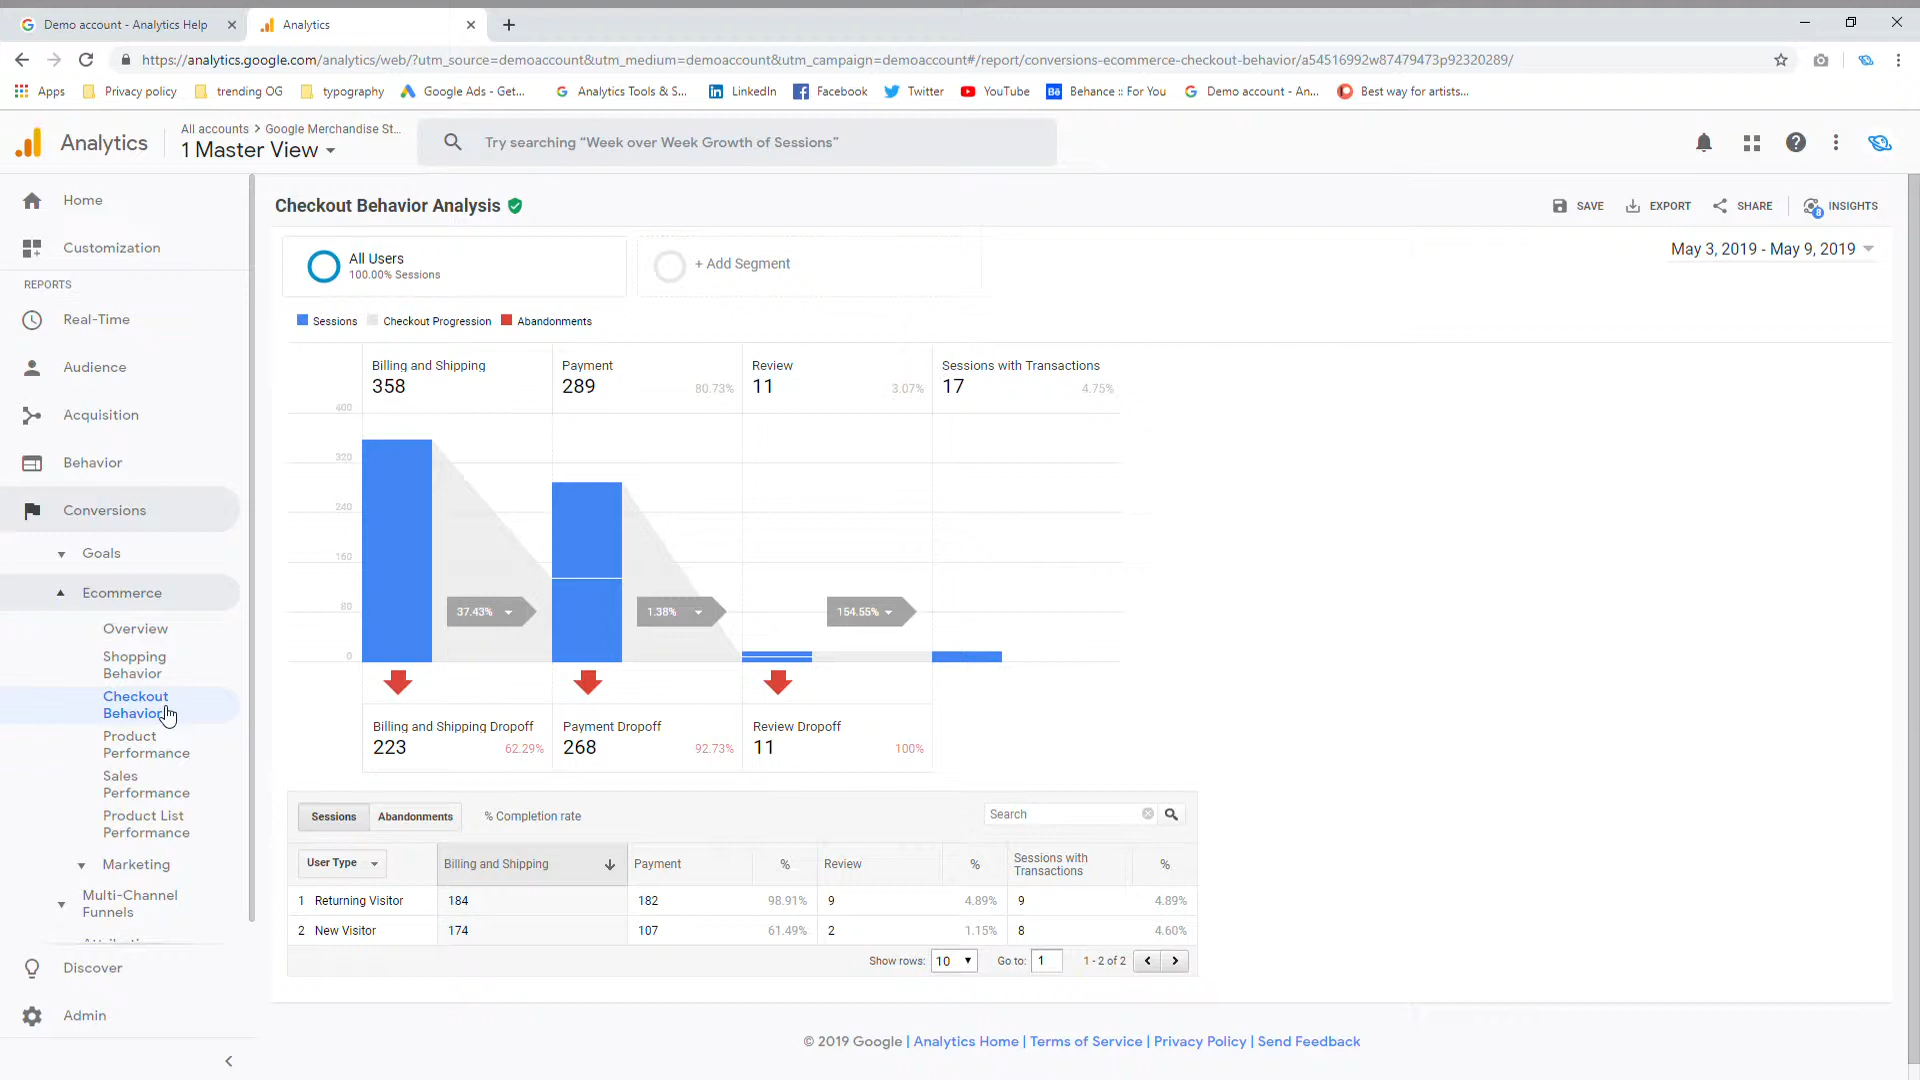 Demo account - Analytics Help
Analytics
https://analytics.google.com/analytics/web/?utm_source=demoaccount&utm_medium=demoaccount&utm_campaign=demoaccount#/report/conversions-ecommerce-checkout-behavior/a54516992w87479473p92320289/
Apps Privacy policy trending OG typography Google Ads - Get... Analytics Tools & S... LinkedIn Facebook Twitter YouTube Behance :: For You Demo account - An... Best way for artists...
Analytics
All accounts > Google Merchandise St...
1 Master View
Try searching “Week over Week Growth of Sessions”
Home
Customization
REPORTS
Real-Time
Audience
Acquisition
Behavior
Conversions
Goals
Ecommerce
Overview
Shopping
Behavior
Checkout
Behavior
Product
Performance
Sales
Performance
Product List
Performance
Marketing
Multi-Channel
Funnels
Discover
Admin
Checkout Behavior Analysis
SAVE EXPORT SHARE 8 INSIGHTS
All Users
100.00% Sessions
+ Add Segment
May 3, 2019 - May 9, 2019
Sessions Checkout Progression Abandonments
Billing and Shipping Payment Review Sessions with Transactions
358 289 80.73% 11 3.07% 17 4.75%
400
320
240
160
80
0
37.43% 1.38% 154.55%
Billing and Shipping Dropoff Payment Dropoff Review Dropoff
223 62.29% 268 92.73% 11 100%
Sessions Abandonments % Completion rate Search
User Type Billing and Shipping Payment % Review % Sessions with
Transactions %
1 Returning Visitor 184 182 98.91% 9 4.89% 9 4.89%
2 New Visitor 174 107 61.49% 2 1.15% 8 4.60%
Show rows: 10 Go to: 1 1 - 2 of 2
© 2019 Google | Analytics Home | Terms of Service | Privacy Policy | Send Feedback